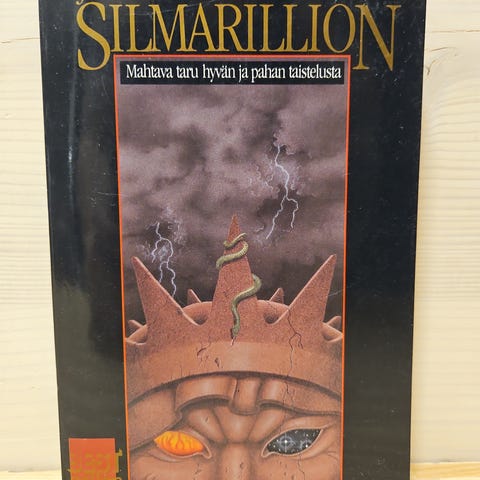 SILMARILLION
Mahtava taru hyvän ja pahan taistelusta